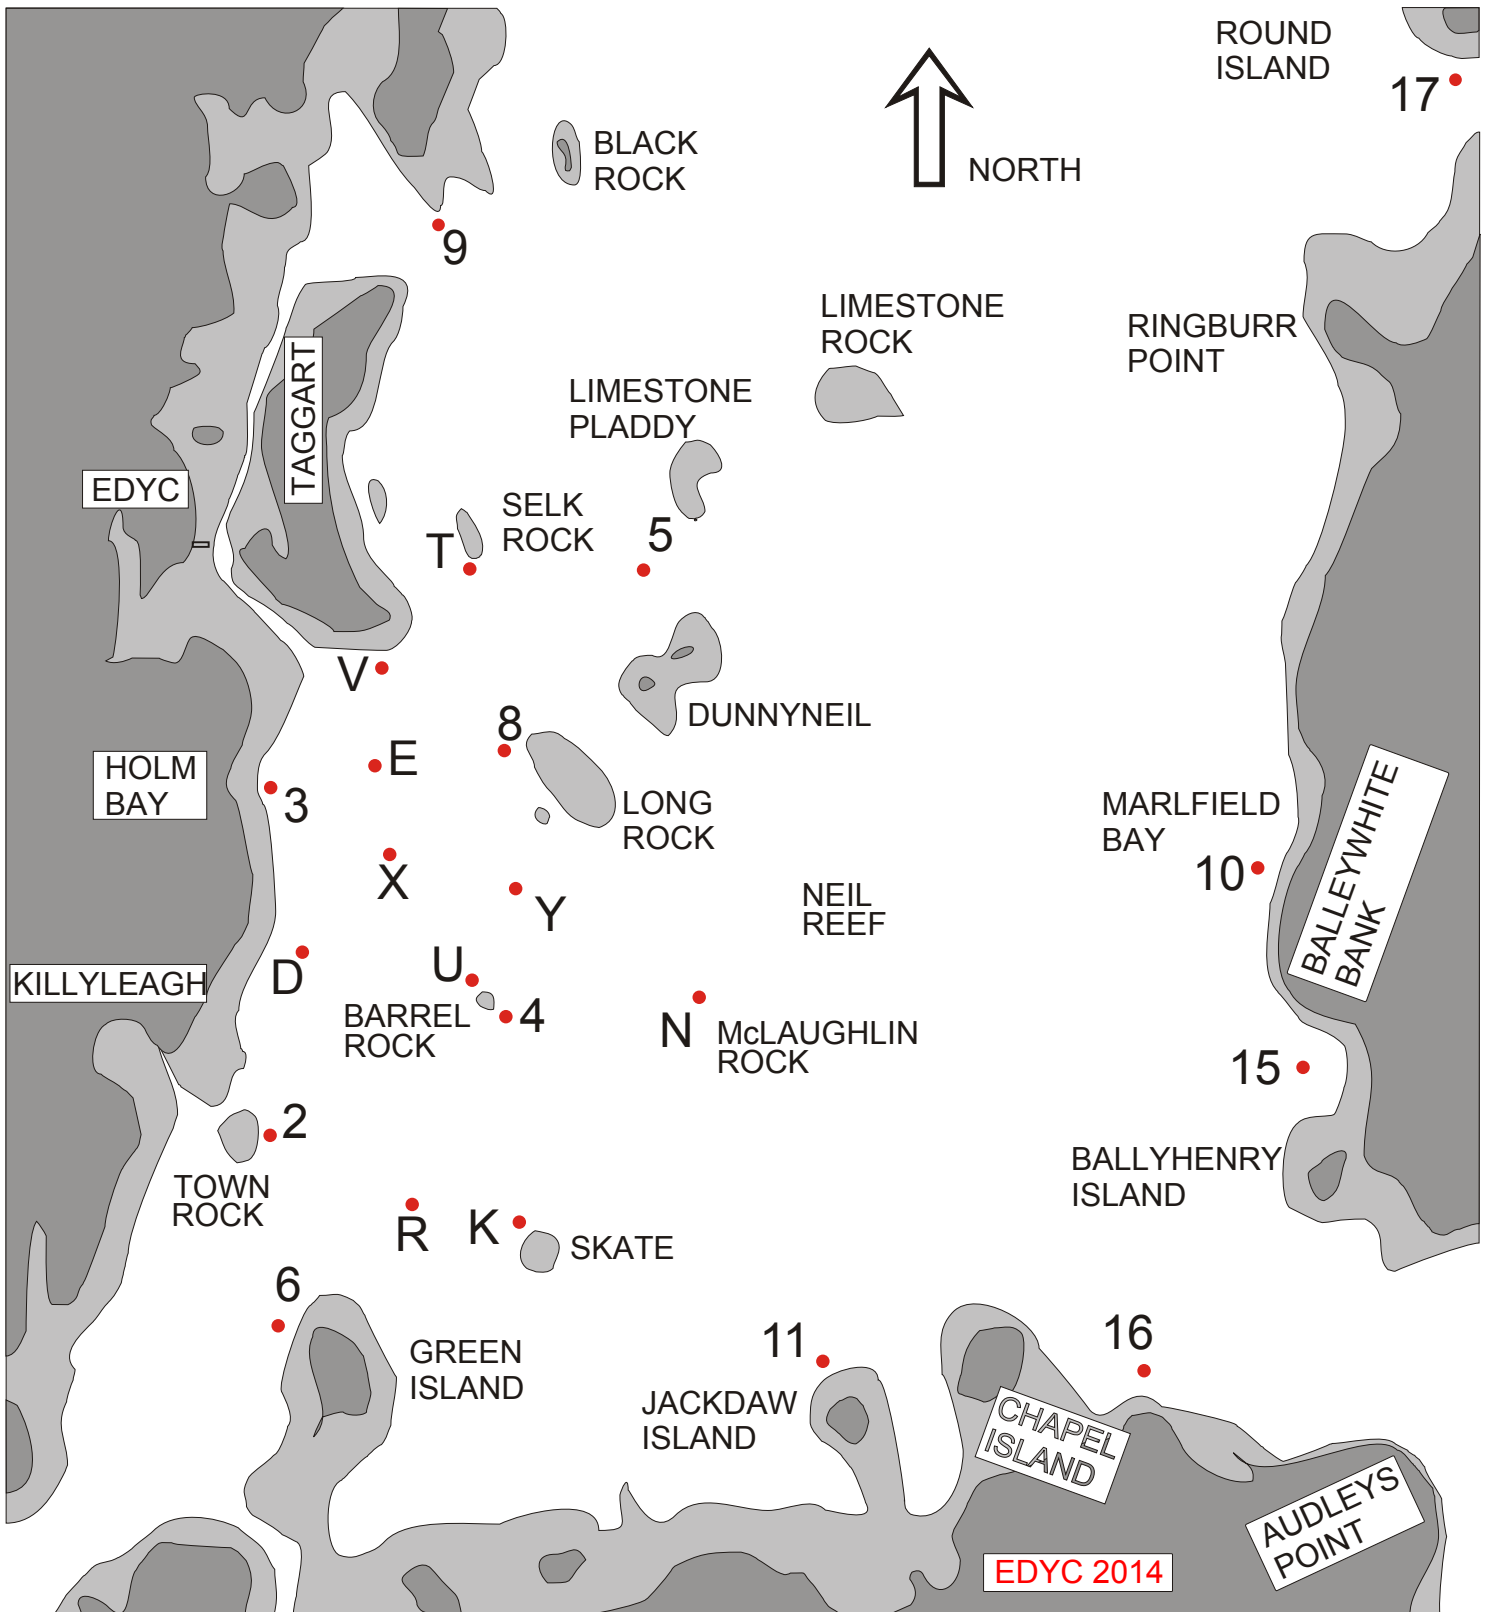 ROUND
ISLAND
17
BLACK
ROCK
NORTH
9
LIMESTONE
ROCK
RINGBURR
POINT
TAGGART
LIMESTONE
PLADDY
EDYC
SELK
ROCK
T
5
V
DUNNYNEIL
8
E
HOLM
BAY
3
LONG
ROCK
MARLFIELD
BAY
BALLEYWHITE
BANK
10
X
Y
NEIL
REEF
D
U
KILLYLEAGH
BARREL
ROCK
4
N
McLAUGHLIN
ROCK
15
2
TOWN
ROCK
BALLYHENRY
ISLAND
R
K
SKATE
6
GREEN
ISLAND
11
16
JACKDAW
ISLAND
CHAPEL
ISLAND
AUDLEYS
POINT
EDYC 2014